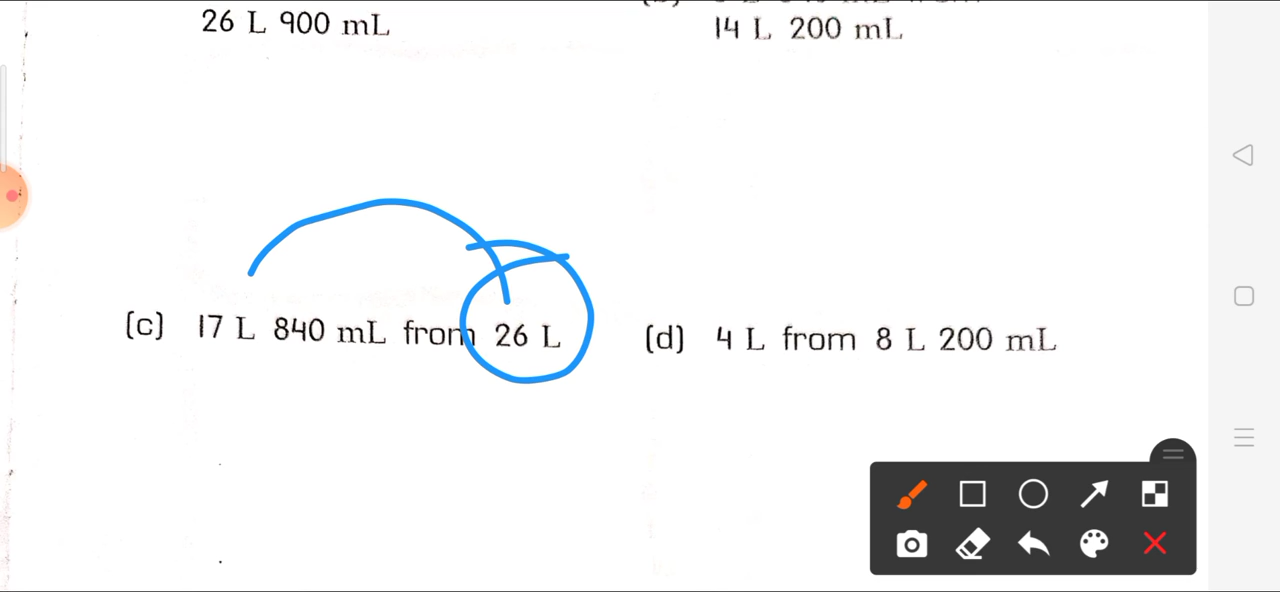 26 L 900 mL
14 L 200 mL
(c) 17 L 840 mL from 26 L
(d) 4 L from 8 L 200 mL